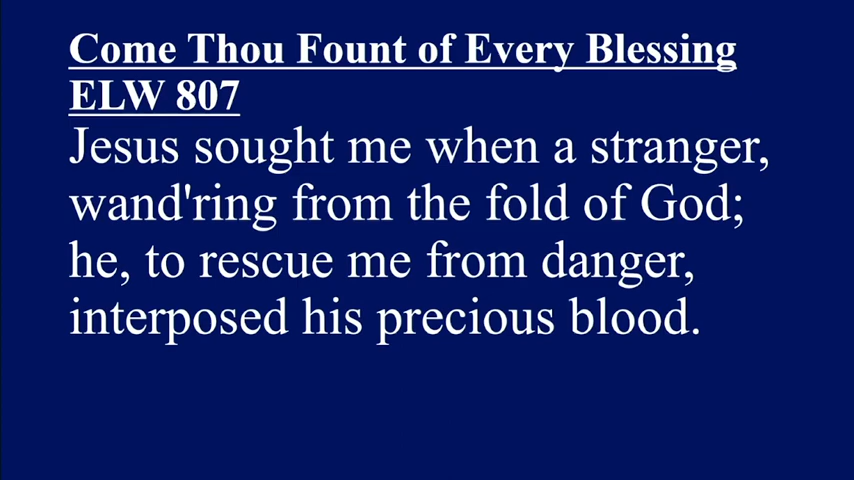 Come Thou Fount of Every Blessing
ELW 807
Jesus sought me when a stranger,
wand'ring from the fold of God;
he, to rescue me from danger,
interposed his precious blood.